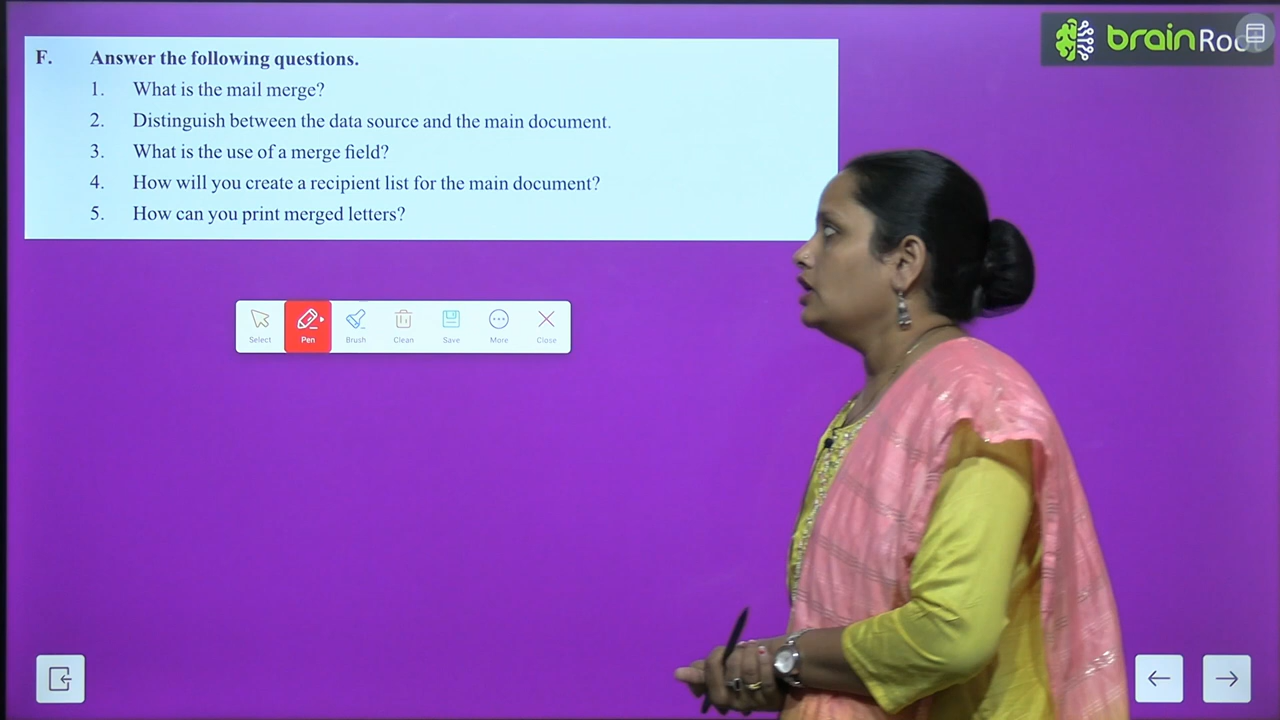 brainRoot
F. Answer the following questions.
1. What is the mail merge?
2. Distinguish between the data source and the main document.
3. What is the use of a merge field?
4. How will you create a recipient list for the main document?
5. How can you print merged letters?
Select Pen Brush Clean Save More Close